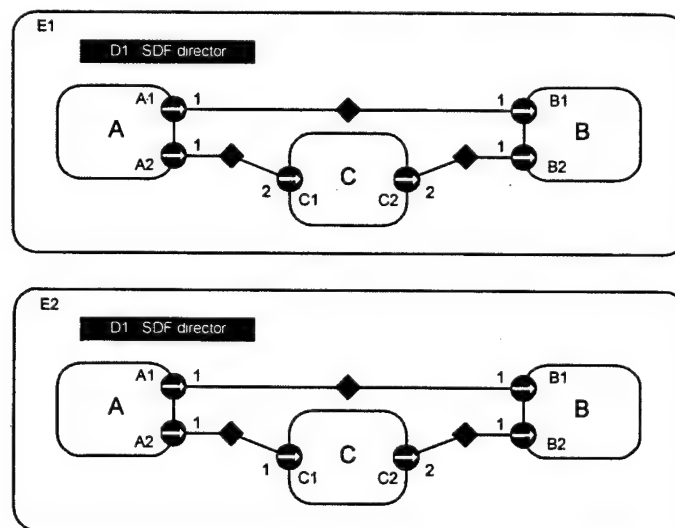 E1
D1 SDF director
A1 1 1 B1
A B
A2 1 1 B2
C
2 C1 C2 2
E2
D1 SDF director
A1 1 1 B1
A B
A2 1 1 B2
C
1 C1 C2 2